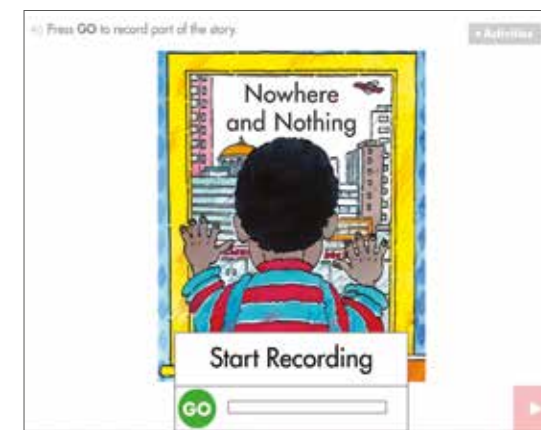 Press GO to record part of the story.
Activities
Nowhere
and Nothing
Start Recording
GO